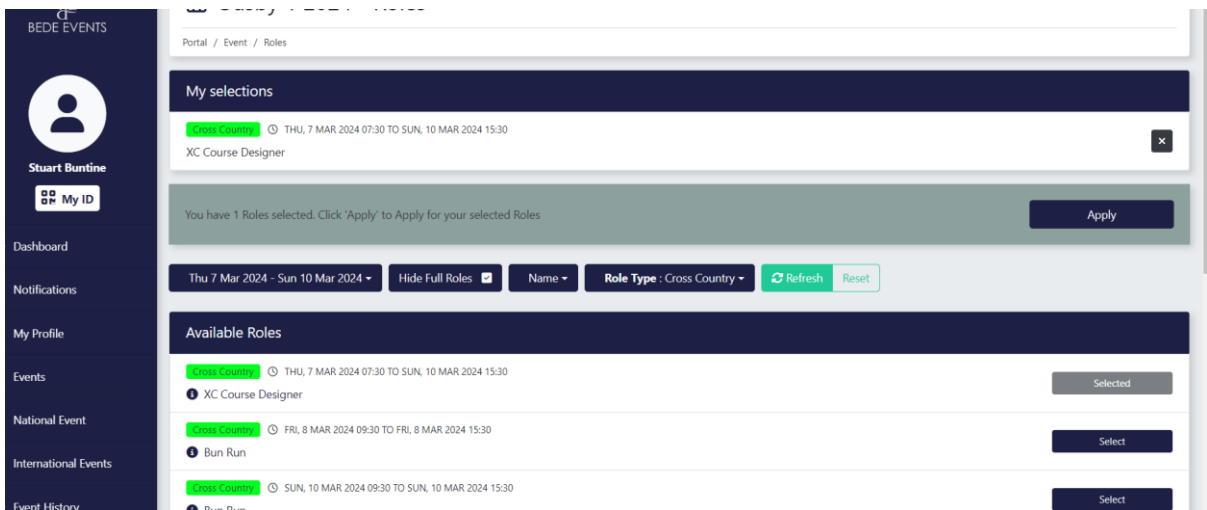 BEDE EVENTS
Portal / Event / Roles
Stuart Buntine
My ID
Dashboard
Notifications
My Profile
Events
National Event
International Events
Event History
My selections
Cross Country THU, 7 MAR 2024 07:30 TO SUN, 10 MAR 2024 15:30
XC Course Designer
You have 1 Roles selected. Click 'Apply' to Apply for your selected Roles
Apply
Thu 7 Mar 2024 - Sun 10 Mar 2024 Hide Full Roles Name Role Type : Cross Country Refresh Reset
Available Roles
Cross Country THU, 7 MAR 2024 07:30 TO SUN, 10 MAR 2024 15:30
XC Course Designer
Selected
Cross Country FRI, 8 MAR 2024 09:30 TO FRI, 8 MAR 2024 15:30
Bun Run
Select
Cross Country SUN, 10 MAR 2024 09:30 TO SUN, 10 MAR 2024 15:30
Bun Run
Select